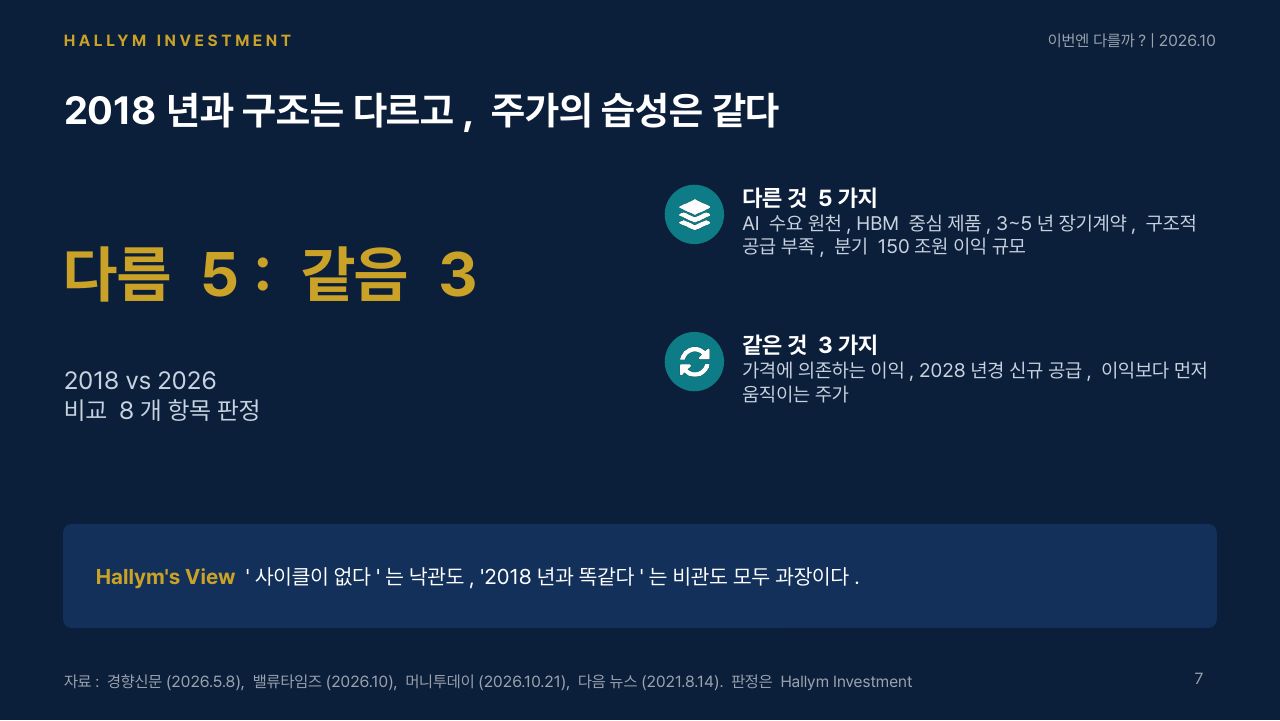 HALLYM INVESTMENT
이번엔 다를까 ? | 2026.10
2018 년과 구조는 다르고 , 주가의 습성은 같다
다름 5 : 같음 3
2018 vs 2026
비교 8 개 항목 판정
다른 것 5 가지
AI 수요 원천 , HBM 중심 제품 , 3~5 년 장기계약 , 구조적
공급 부족 , 분기 150 조원 이익 규모
같은 것 3 가지
가격에 의존하는 이익 , 2028 년경 신규 공급 , 이익보다 먼저
움직이는 주가
Hallym's View ' 사이클이 없다 ' 는 낙관도 , '2018 년과 똑같다 ' 는 비관도 모두 과장이다 .
자료 : 경향신문 (2026.5.8), 밸류타임즈 (2026.10), 머니투데이 (2026.10.21), 다음 뉴스 (2021.8.14). 판정은 Hallym Investment
7